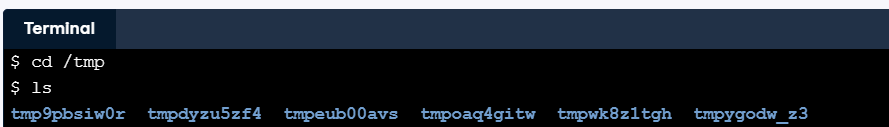 Terminal
$ cd /tmp
$ ls
tmp9pbsiw0r tmpdyzu5zf4 tmpeub00avs tmpoaq4gitw tmpwk8z1tgh tmpygodw_z3